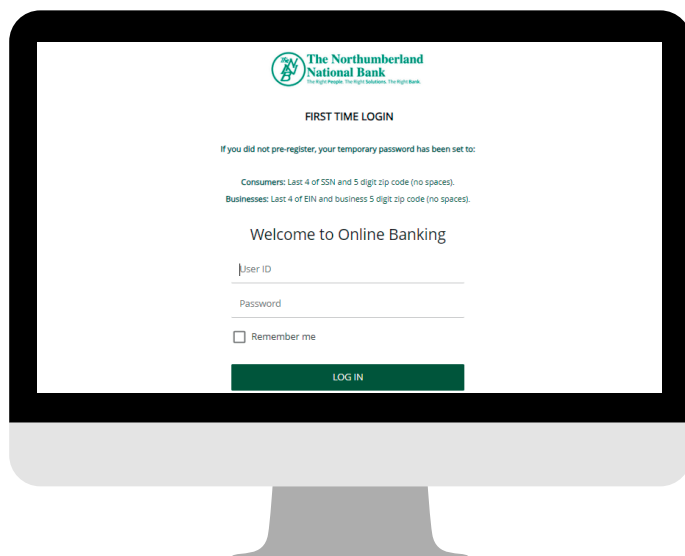 The Northumberland
National Bank
The Right People. The Right Solutions. The Right Bank.
FIRST TIME LOGIN
If you did not pre-register, your temporary password has been set to:
Consumers: Last 4 of SSN and 5 digit zip code (no spaces).
Businesses: Last 4 of EIN and business 5 digit zip code (no spaces).
Welcome to Online Banking
User ID
Password
Remember me
LOG IN